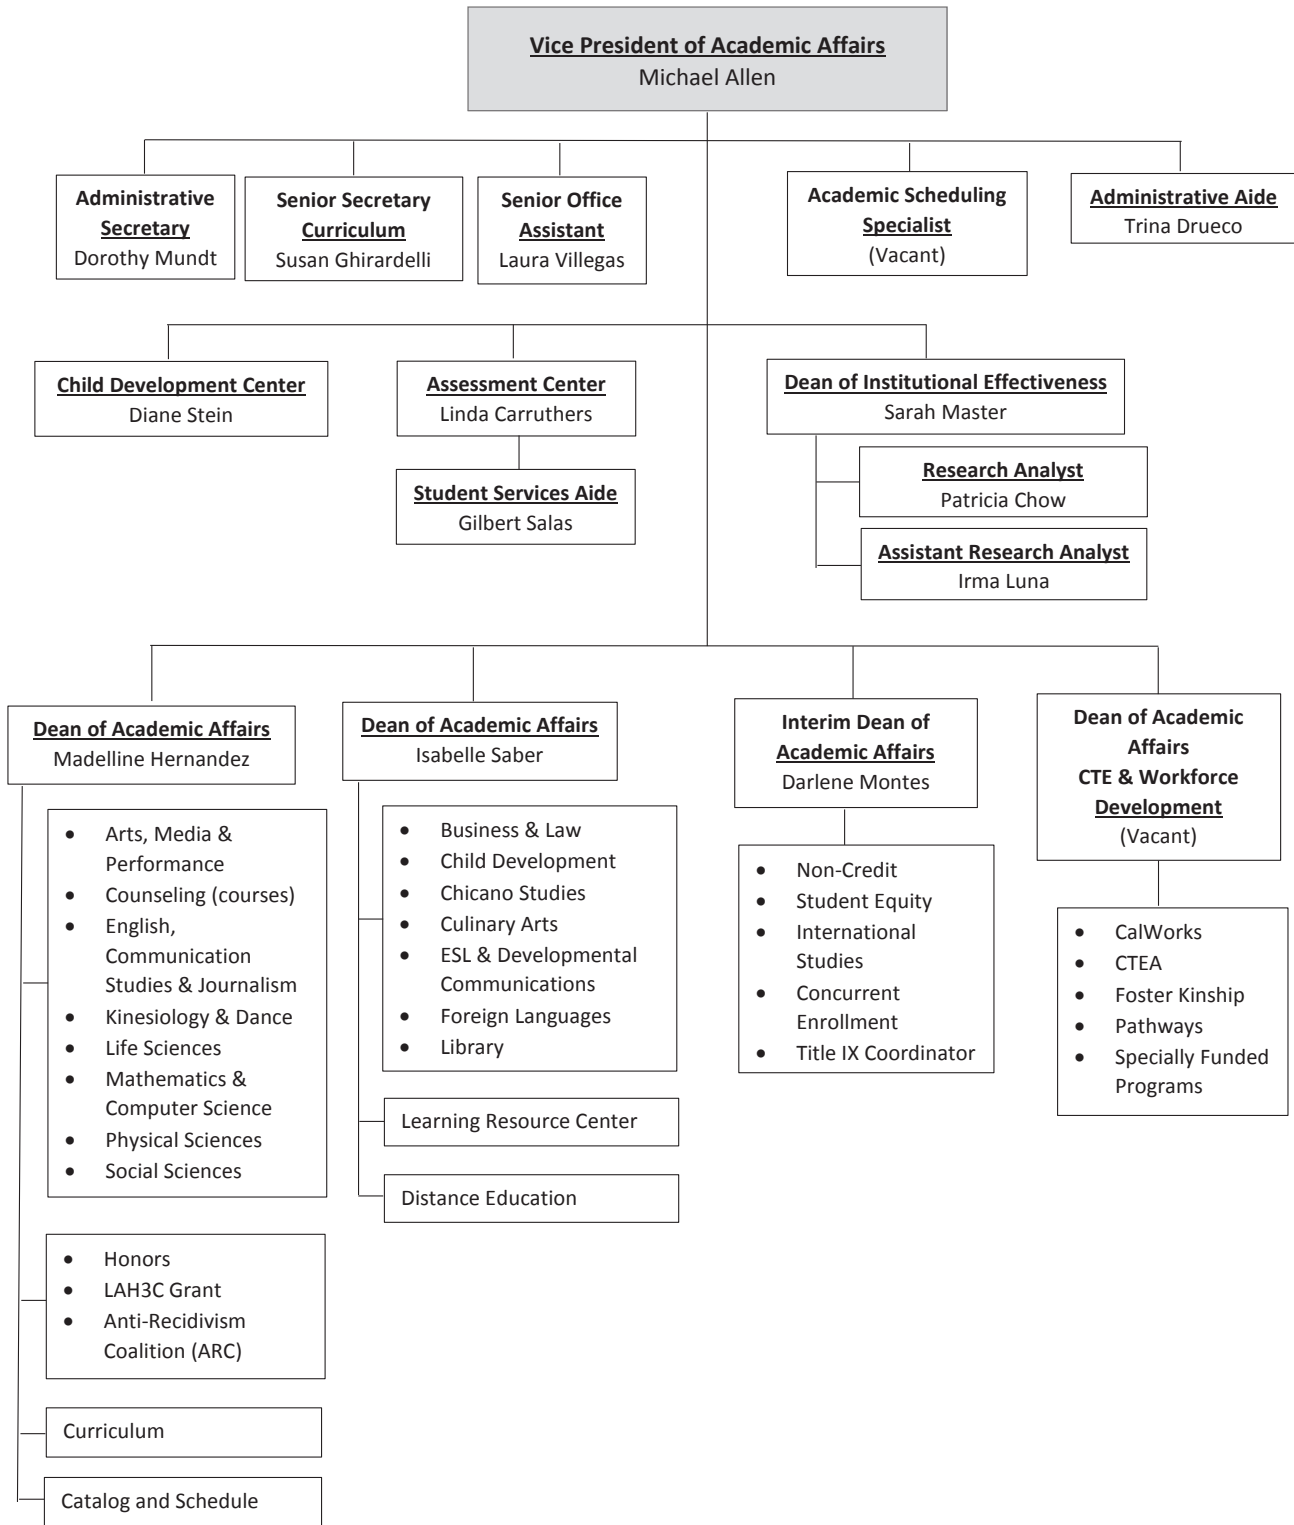 Vice President of Academic Affairs
Michael Allen
Administrative
Secretary
Dorothy Mundt
Senior Secretary
Curriculum
Susan Ghirardelli
Senior Office
Assistant
Laura Villegas
Academic Scheduling
Specialist
(Vacant)
Administrative Aide
Trina Drueco
Child Development Center
Diane Stein
Assessment Center
Linda Carruthers
Student Services Aide
Gilbert Salas
Dean of Institutional Effectiveness
Sarah Master
Research Analyst
Patricia Chow
Assistant Research Analyst
Irma Luna
Dean of Academic Affairs
Madelline Hernandez
• Arts, Media &
Performance
• Counseling (courses)
• English,
Communication
Studies & Journalism
• Kinesiology & Dance
• Life Sciences
• Mathematics &
Computer Science
• Physical Sciences
• Social Sciences
• Honors
• LAH3C Grant
• Anti-Recidivism
Coalition (ARC)
Curriculum
Catalog and Schedule
Dean of Academic Affairs
Isabelle Saber
• Business & Law
• Child Development
• Chicano Studies
• Culinary Arts
• ESL & Developmental
Communications
• Foreign Languages
• Library
Learning Resource Center
Distance Education
Interim Dean of
Academic Affairs
Darlene Montes
• Non-Credit
• Student Equity
• International
Studies
• Concurrent
Enrollment
• Title IX Coordinator
Dean of Academic
Affairs
CTE & Workforce
Development
(Vacant)
• CalWorks
• CTEA
• Foster Kinship
• Pathways
• Specially Funded
Programs